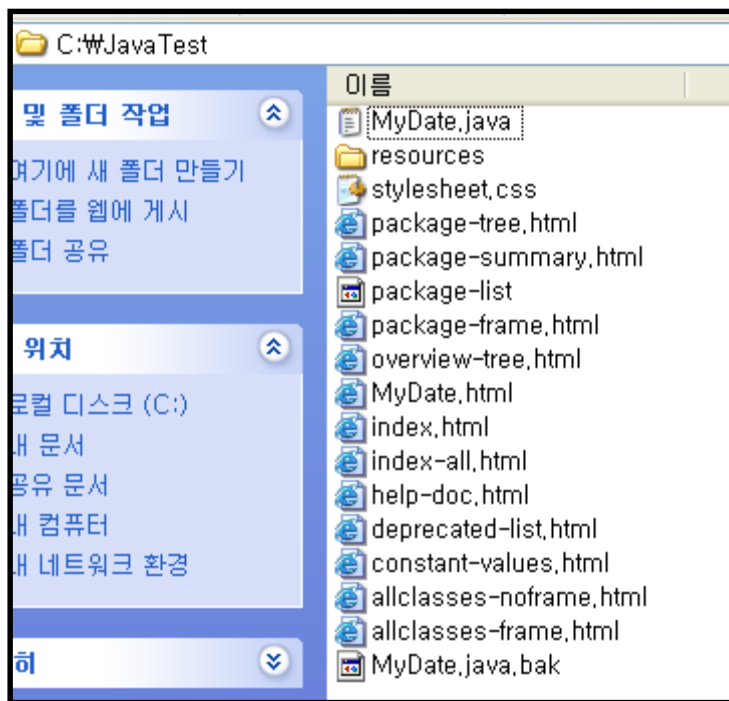 C:₩JavaTest
및 폴더 작업
여기에 새 폴더 만들기
폴더를 웹에 게시
폴더 공유
위치
로컬 디스크 (C:)
내 문서
공유 문서
내 컴퓨터
내 네트워크 환경
이름
MyDate.java
resources
stylesheet.css
package-tree.html
package-summary.html
package-list
package-frame.html
overview-tree.html
MyDate.html
index.html
index-all.html
help-doc.html
deprecated-list.html
constant-values.html
allclasses-noframe.html
allclasses-frame.html
MyDate.java.bak